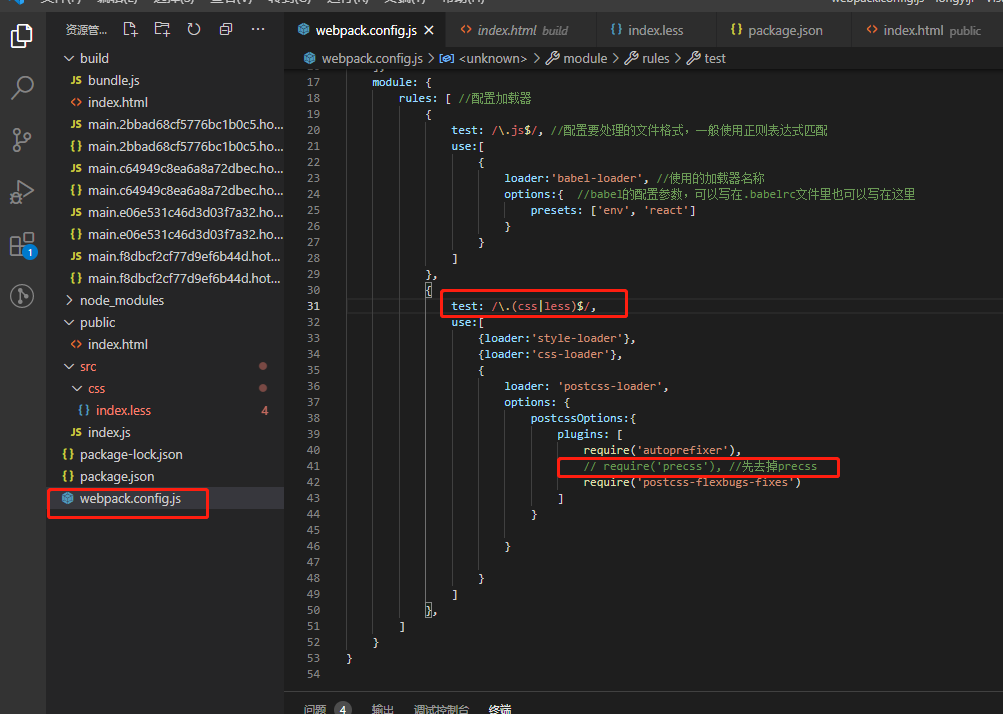 资源管...
build
JS bundle.js
<> index.html
JS main.2bbad68cf5776bc1b0c5.ho...
{} main.2bbad68cf5776bc1b0c5.ho...
JS main.c64949c8ea6a8a72dbec.hot...
{} main.c64949c8ea6a8a72dbec.hot...
JS main.e06e531c46d3d03f7a32.ho...
{} main.e06e531c46d3d03f7a32.ho...
JS main.f8dbcf2cf77d9ef6b44d.hot...
{} main.f8dbcf2cf77d9ef6b44d.hot...
node_modules
public
<> index.html
src
css
{} index.less 4
JS index.js
{} package-lock.json
{} package.json
webpack.config.js
1
webpack.config.js
<> index.html build
{} index.less
{} package.json
<> index.html public
webpack.config.js > <unknown> > module > rules > test
17 module: {
18 rules: [ //配置加载器
19 {
20 test: /\.js$/, //配置要处理的文件格式，一般使用正则表达式匹配
21 use:[
22 {
23 loader:'babel-loader', //使用的加载器名称
24 options:{ //babel的配置参数，可以写在.babelrc文件里也可以写在这里
25 presets: ['env', 'react']
26 }
27 }
28 ]
29 },
30 {
31 test: /\.(css|less)$/,
32 use:[
33 {loader:'style-loader'},
34 {loader:'css-loader'},
35 {
36 loader: 'postcss-loader',
37 options: {
38 postcssOptions:{
39 plugins: [
40 require('autoprefixer'),
41 // require('precss'), //先去掉precss
42 require('postcss-flexbugs-fixes')
43 ]
44 }
45
46 }
47
48 }
49 ]
50 },
51 ]
52 }
53 }
54
问题 4 输出 调试控制台 终端